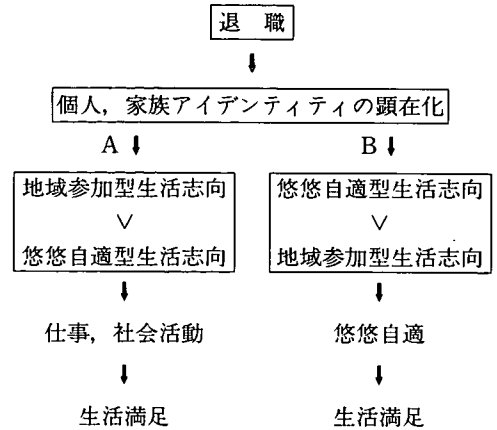 退 職
個人，家族アイデンティティの顕在化
A B
地域参加型生活志向 悠悠自適型生活志向
∨ ∨
悠悠自適型生活志向 地域参加型生活志向
仕事，社会活動 悠悠自適
生活満足 生活満足